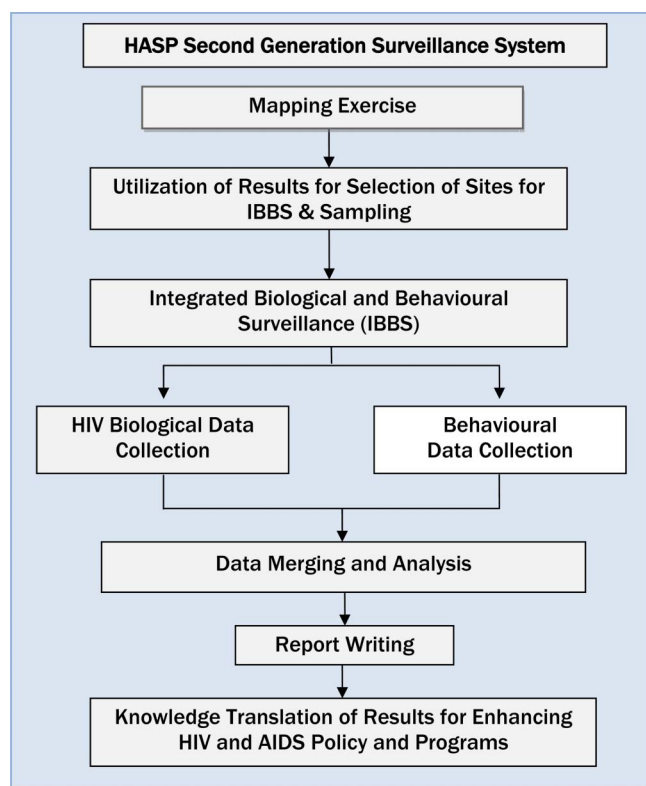 HASP Second Generation Surveillance System
Mapping Exercise
Utilization of Results for Selection of Sites for
IBBS & Sampling
Integrated Biological and Behavioural
Surveillance (IBBS)
HIV Biological Data
Collection
Behavioural
Data Collection
Data Merging and Analysis
Report Writing
Knowledge Translation of Results for Enhancing
HIV and AIDS Policy and Programs